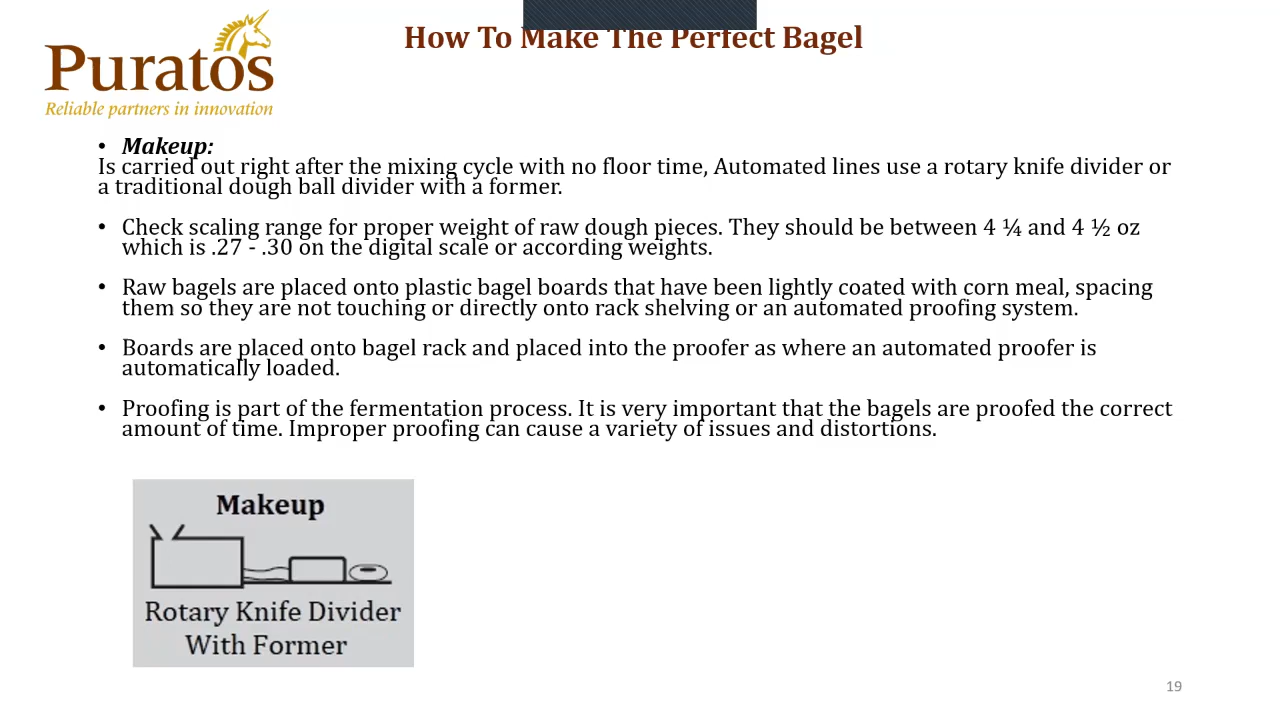 Puratos
Reliable partners in innovation
How To Make The Perfect Bagel
• Makeup:
Is carried out right after the mixing cycle with no floor time, Automated lines use a rotary knife divider or
a traditional dough ball divider with a former.
• Check scaling range for proper weight of raw dough pieces. They should be between 4 ¼ and 4 ½ oz
which is .27 - .30 on the digital scale or according weights.
• Raw bagels are placed onto plastic bagel boards that have been lightly coated with corn meal, spacing
them so they are not touching or directly onto rack shelving or an automated proofing system.
• Boards are placed onto bagel rack and placed into the proofer as where an automated proofer is
automatically loaded.
• Proofing is part of the fermentation process. It is very important that the bagels are proofed the correct
amount of time. Improper proofing can cause a variety of issues and distortions.
Makeup
Rotary Knife Divider
With Former
19